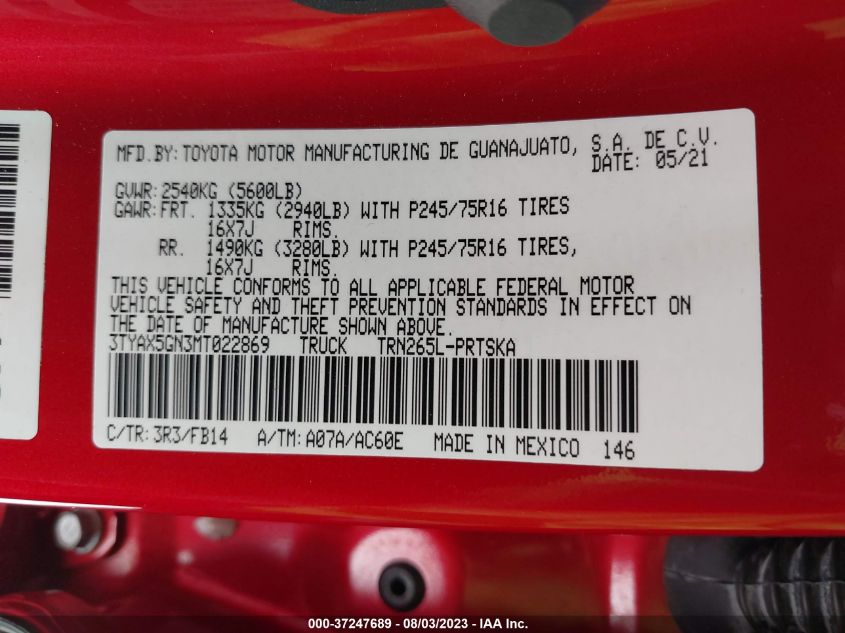 MFD.BY: TOYOTA MOTOR MANUFACTURING DE GUANAJUATO, S.A. DE C.V.
DATE: 05/21
GVWR: 2540KG (5600LB)
GAWR: FRT. 1335KG (2940LB) WITH P245/75R16 TIRES
16X7J RIMS.
RR. 1490KG (3280LB) WITH P245/75R16 TIRES,
16X7J RIMS.
THIS VEHICLE CONFORMS TO ALL APPLICABLE FEDERAL MOTOR
VEHICLE SAFETY AND THEFT PREVENTION STANDARDS IN EFFECT ON
THE DATE OF MANUFACTURE SHOWN ABOVE.
3TYAX5GN3MT022869 TRUCK TRN265L-PRTSKA
C/TR: 3R3/FB14 A/TM: A07A/AC60E MADE IN MEXICO 146
000-37247689 - 08/03/2023 - IAA Inc.